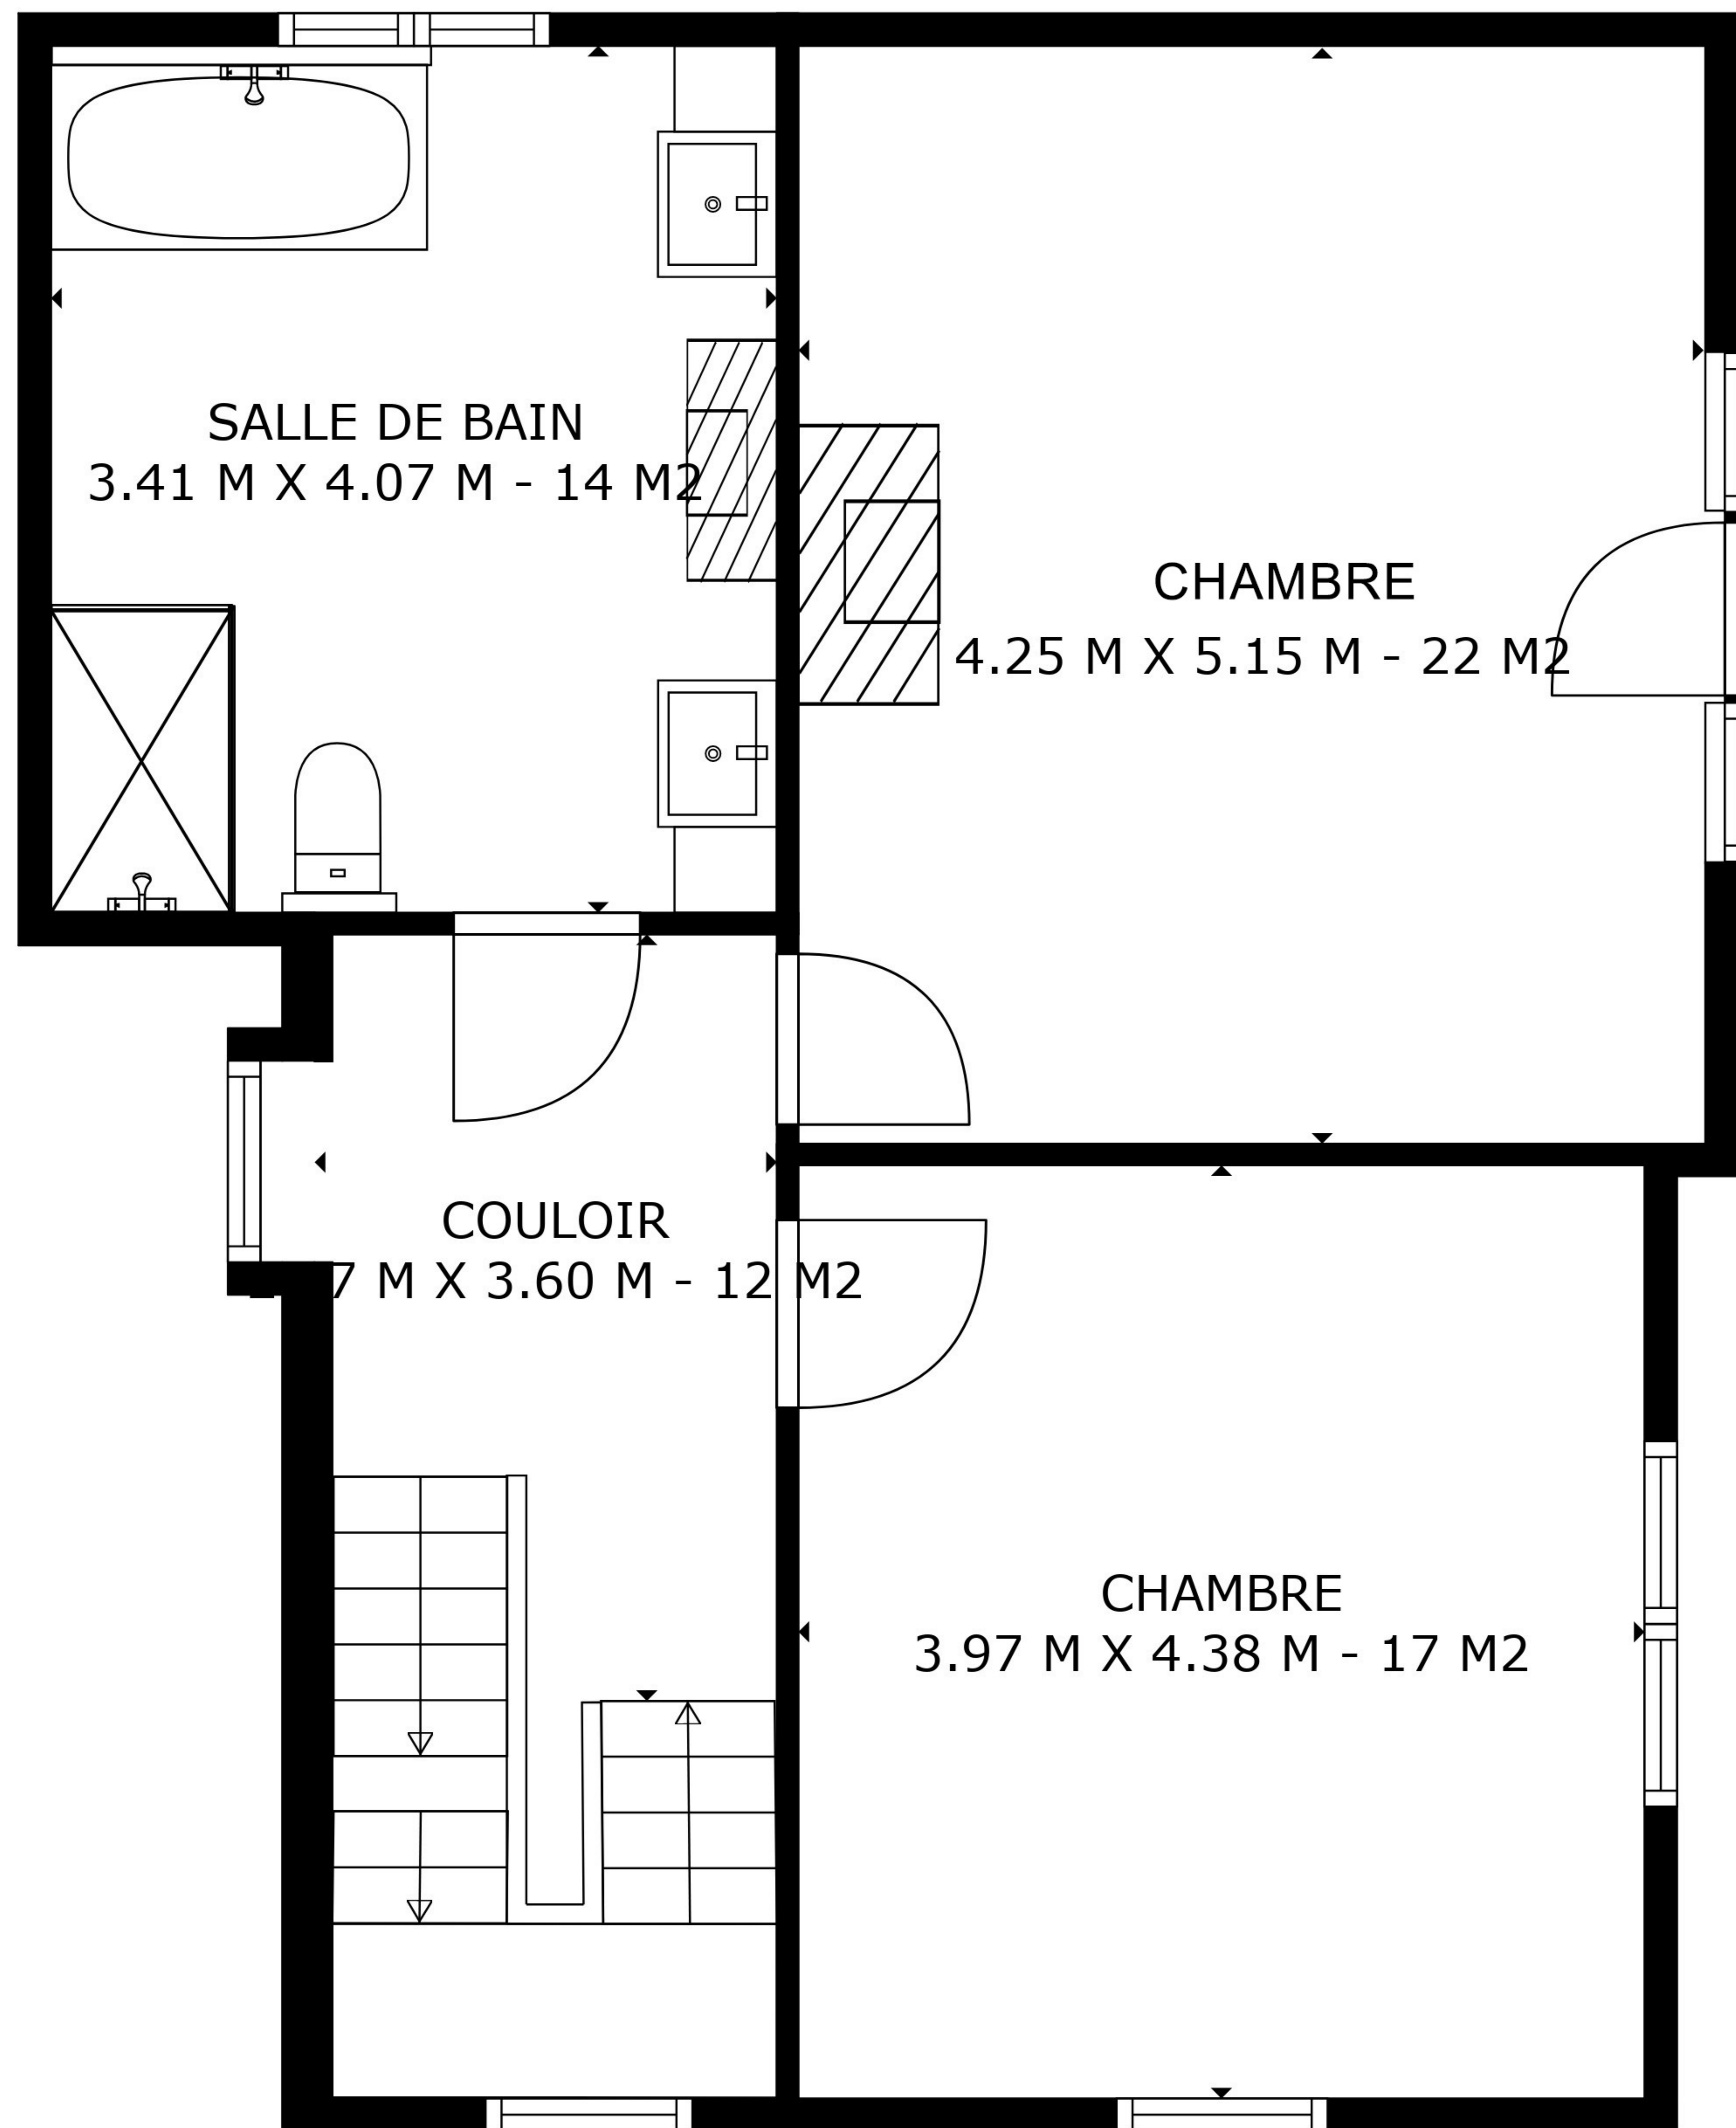 SALLE DE BAIN
3.41 M X 4.07 M - 14 M2
CHAMBRE
4.25 M X 5.15 M - 22 M2
COULOIR
7 M X 3.60 M - 12 M2
CHAMBRE
3.97 M X 4.38 M - 17 M2